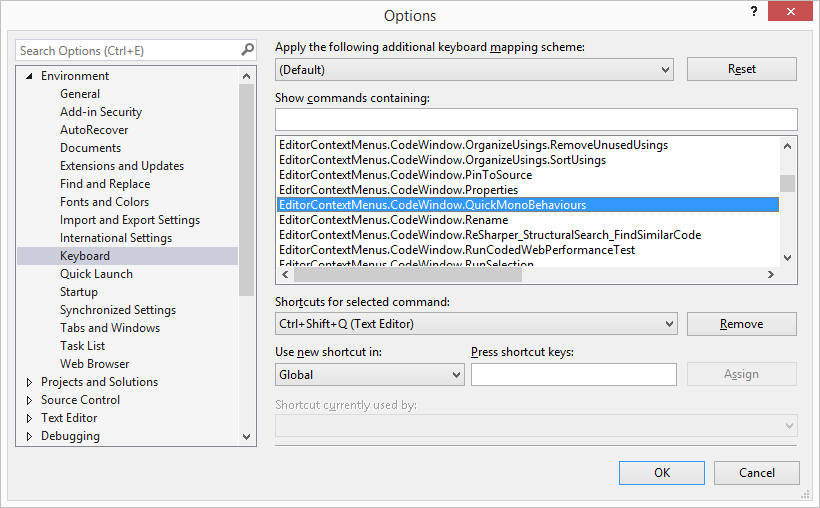 Options
?
Search Options (Ctrl+E)
Environment
General
Add-in Security
AutoRecover
Documents
Extensions and Updates
Find and Replace
Fonts and Colors
Import and Export Settings
International Settings
Keyboard
Quick Launch
Startup
Synchronized Settings
Tabs and Windows
Task List
Web Browser
Projects and Solutions
Source Control
Text Editor
Debugging
Apply the following additional keyboard mapping scheme:
(Default)
Reset
Show commands containing:
EditorContextMenus.CodeWindow.OrganizeUsings.RemoveUnusedUsings
EditorContextMenus.CodeWindow.OrganizeUsings.SortUsings
EditorContextMenus.CodeWindow.PinToSource
EditorContextMenus.CodeWindow.Properties
EditorContextMenus.CodeWindow.QuickMonoBehaviours
EditorContextMenus.CodeWindow.Rename
EditorContextMenus.CodeWindow.ReSharper_StructuralSearch_FindSimilarCode
EditorContextMenus.CodeWindow.RunCodedWebPerformanceTest
EditorContextMenus.CodeWindow.RunSelection
Shortcuts for selected command:
Ctrl+Shift+Q (Text Editor)
Remove
Use new shortcut in:
Press shortcut keys:
Global
Assign
Shortcut currently used by:
OK
Cancel